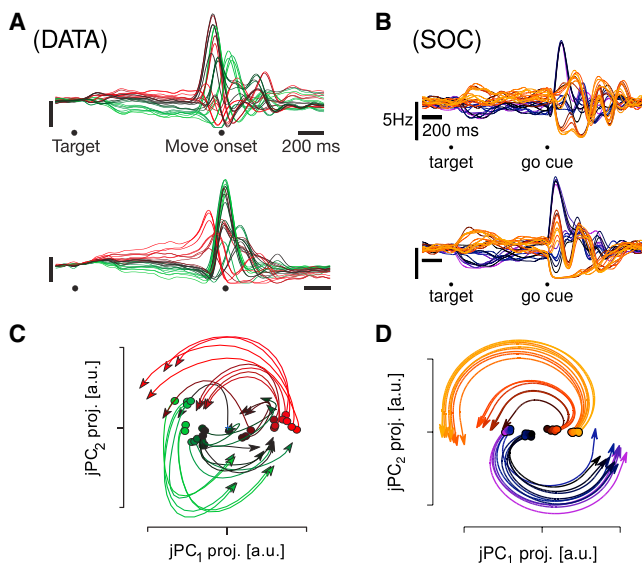 A
(DATA)
Target
Move onset
200 ms
B
(SOC)
5Hz
200 ms
target
go cue
target
go cue
C
jPC2 proj. [a.u.]
jPC1 proj. [a.u.]
D
jPC2 proj. [a.u.]
jPC1 proj. [a.u.]